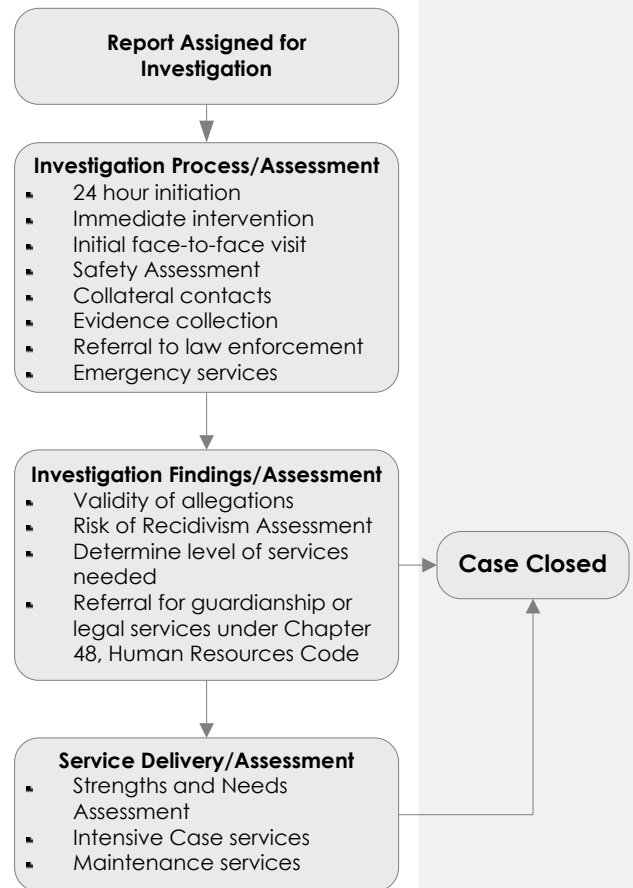 Report Assigned for
Investigation
Investigation Process/Assessment
▪ 24 hour initiation
▪ Immediate intervention
▪ Initial face-to-face visit
▪ Safety Assessment
▪ Collateral contacts
▪ Evidence collection
▪ Referral to law enforcement
▪ Emergency services
Investigation Findings/Assessment
▪ Validity of allegations
▪ Risk of Recidivism Assessment
▪ Determine level of services
needed
▪ Referral for guardianship or
legal services under Chapter
48, Human Resources Code
Case Closed
Service Delivery/Assessment
▪ Strengths and Needs
Assessment
▪ Intensive Case services
▪ Maintenance services